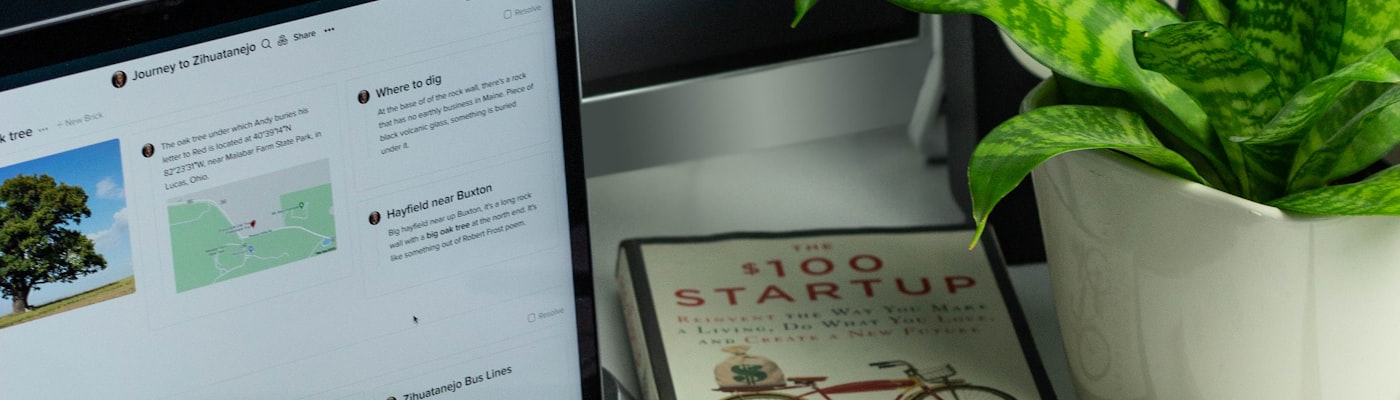 Resolve
Journey to Zihuatanejo
Share
k tree
+ New Brick
The oak tree under which Andy buries his
letter to Red is located at 40°39'14"N
82°23'31"W, near Malabar Farm State Park, in
Lucas, Ohio.
Where to dig
At the base of of the rock wall, there's a rock
that has no earthly business in Maine. Piece of
black volcanic glass, something is buried
under it.
Hayfield near Buxton
Big hayfield near up Buxton. It's a long rock
wall with a big oak tree at the north end. It's
like something out of Robert Frost poem.
Resolve
Zihuatanejo Bus Lines
THE
$100
STARTUP
REINVENT THE WAY YOU MAKE
A LIVING, DO WHAT YOU LOVE,
AND CREATE A NEW FUTURE
$